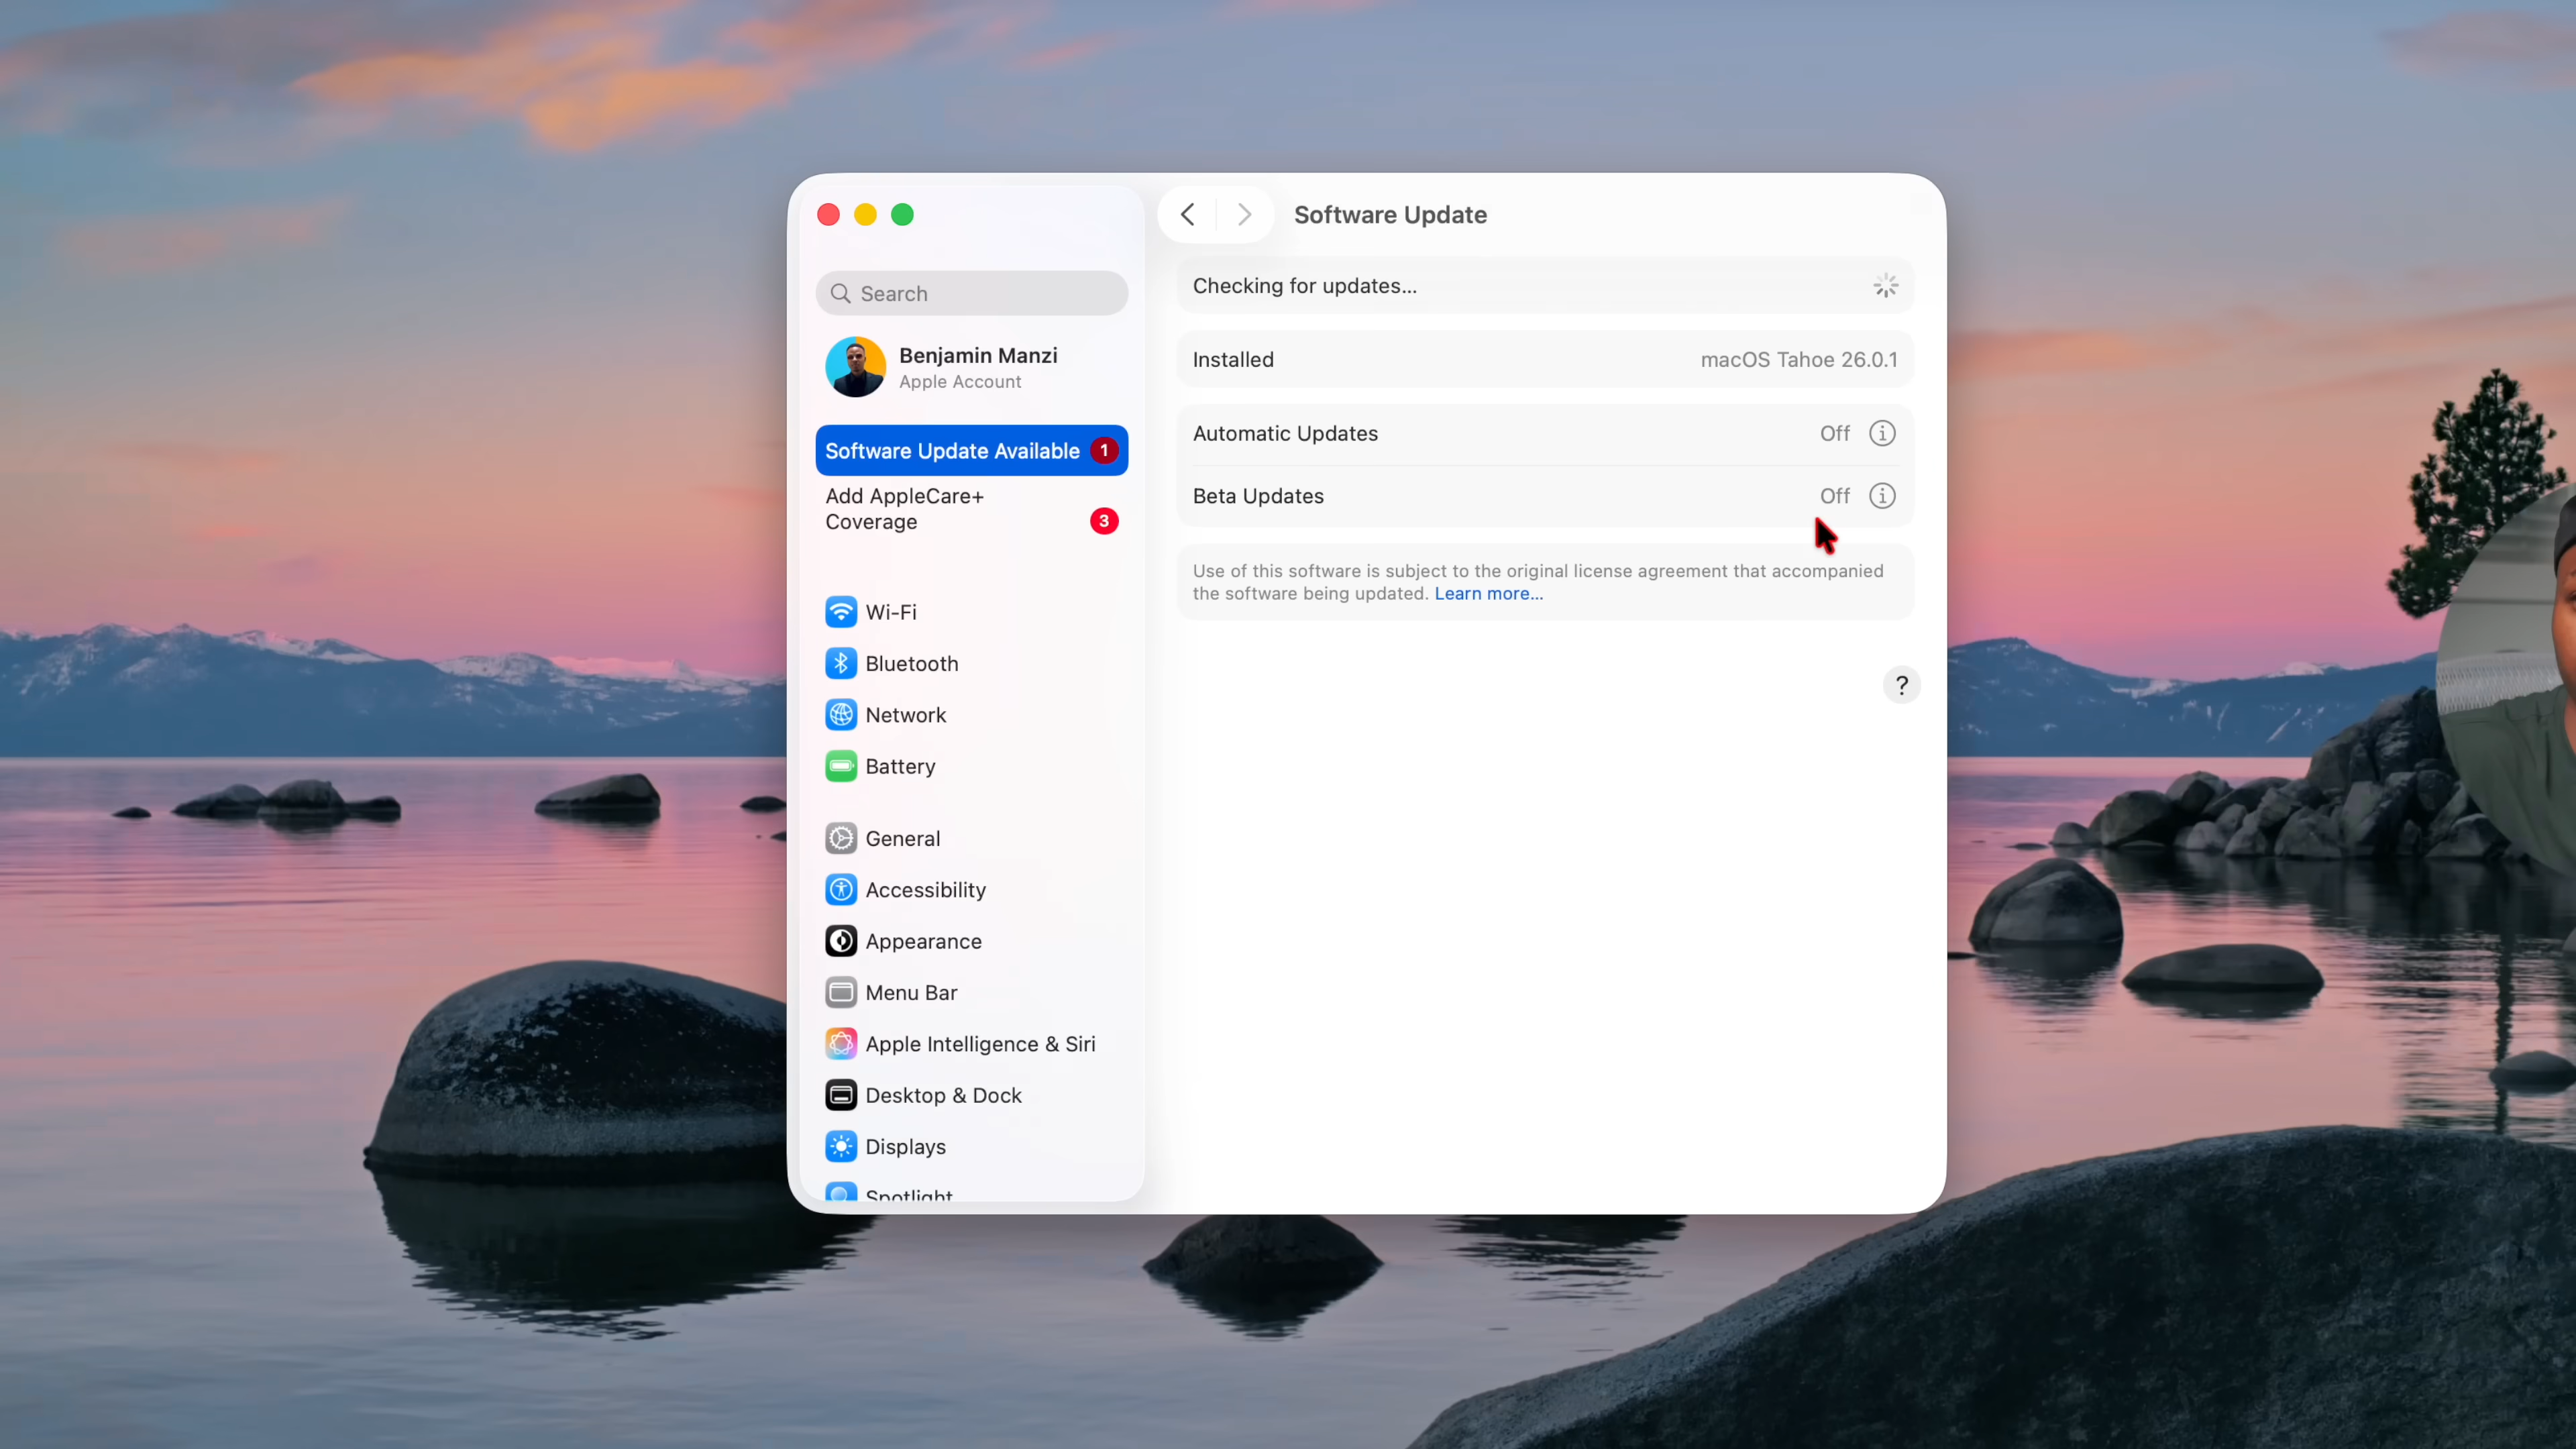 Software Update
Search
Benjamin Manzi
Apple Account
Software Update Available 1
Add AppleCare+
Coverage
3
Wi-Fi
Bluetooth
Network
Battery
General
Accessibility
Appearance
Menu Bar
Apple Intelligence & Siri
Desktop & Dock
Displays
Spotlight
Checking for updates...
Installed macOS Tahoe 26.0.1
Automatic Updates Off
Beta Updates Off
Use of this software is subject to the original license agreement that accompanied
the software being updated. Learn more...
?